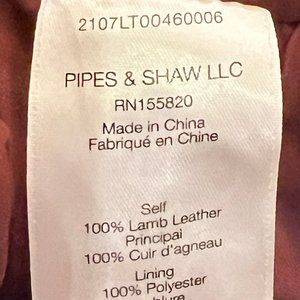 2107LT00460006
PIPES & SHAW LLC
RN155820
Made in China
Fabriqué en Chine
Self
100% Lamb Leather
Principal
100% Cuir d'agneau
Lining
100% Polyester